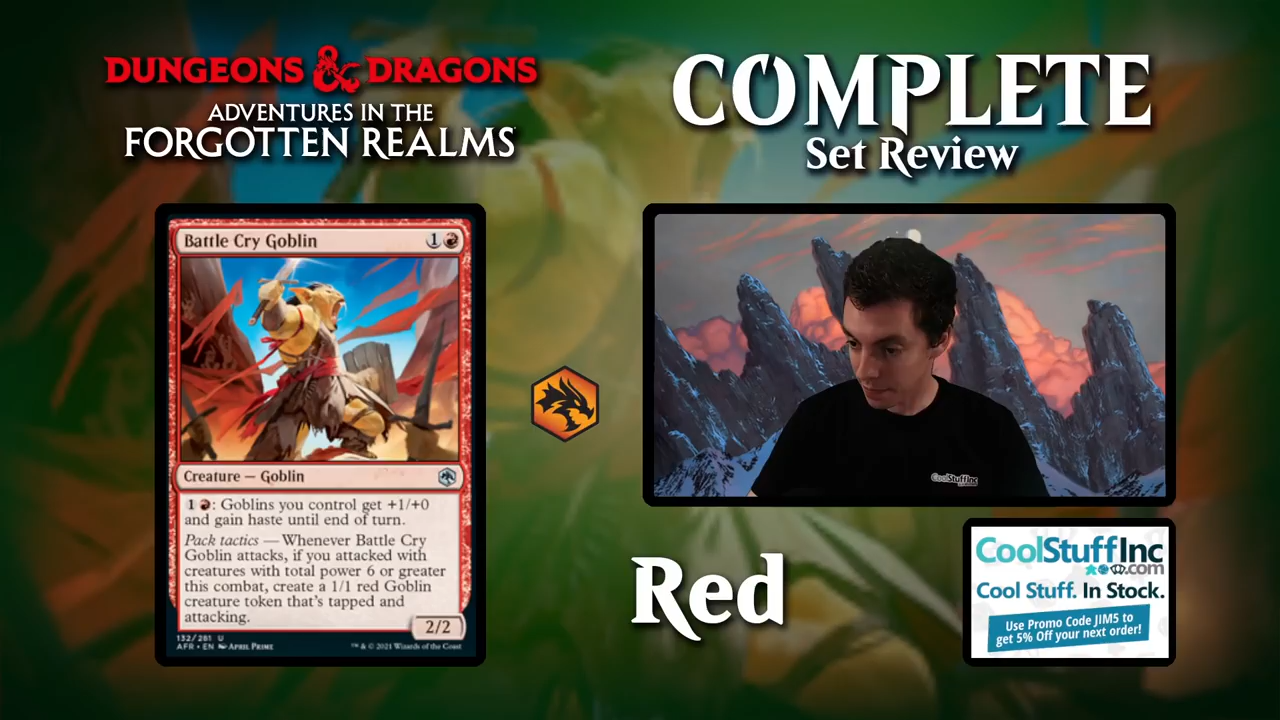 DUNGEONS & DRAGONS
ADVENTURES IN THE
FORGOTTEN REALMS
COMPLETE
Set Review
Battle Cry Goblin 1
Creature — Goblin
1 : Goblins you control get +1/+0
and gain haste until end of turn.
Pack tactics — Whenever Battle Cry
Goblin attacks, if you attacked with
creatures with total power 6 or greater
this combat, create a 1/1 red Goblin
creature token that's tapped and
attacking.
2/2
132/281 U
AFR • EN April Prime
™ & © 2021 Wizards of the Coast
CoolStuffInc
Red
CoolStuffInc
.com
Cool Stuff. In Stock.
Use Promo Code JIM5 to
get 5% Off your next order!